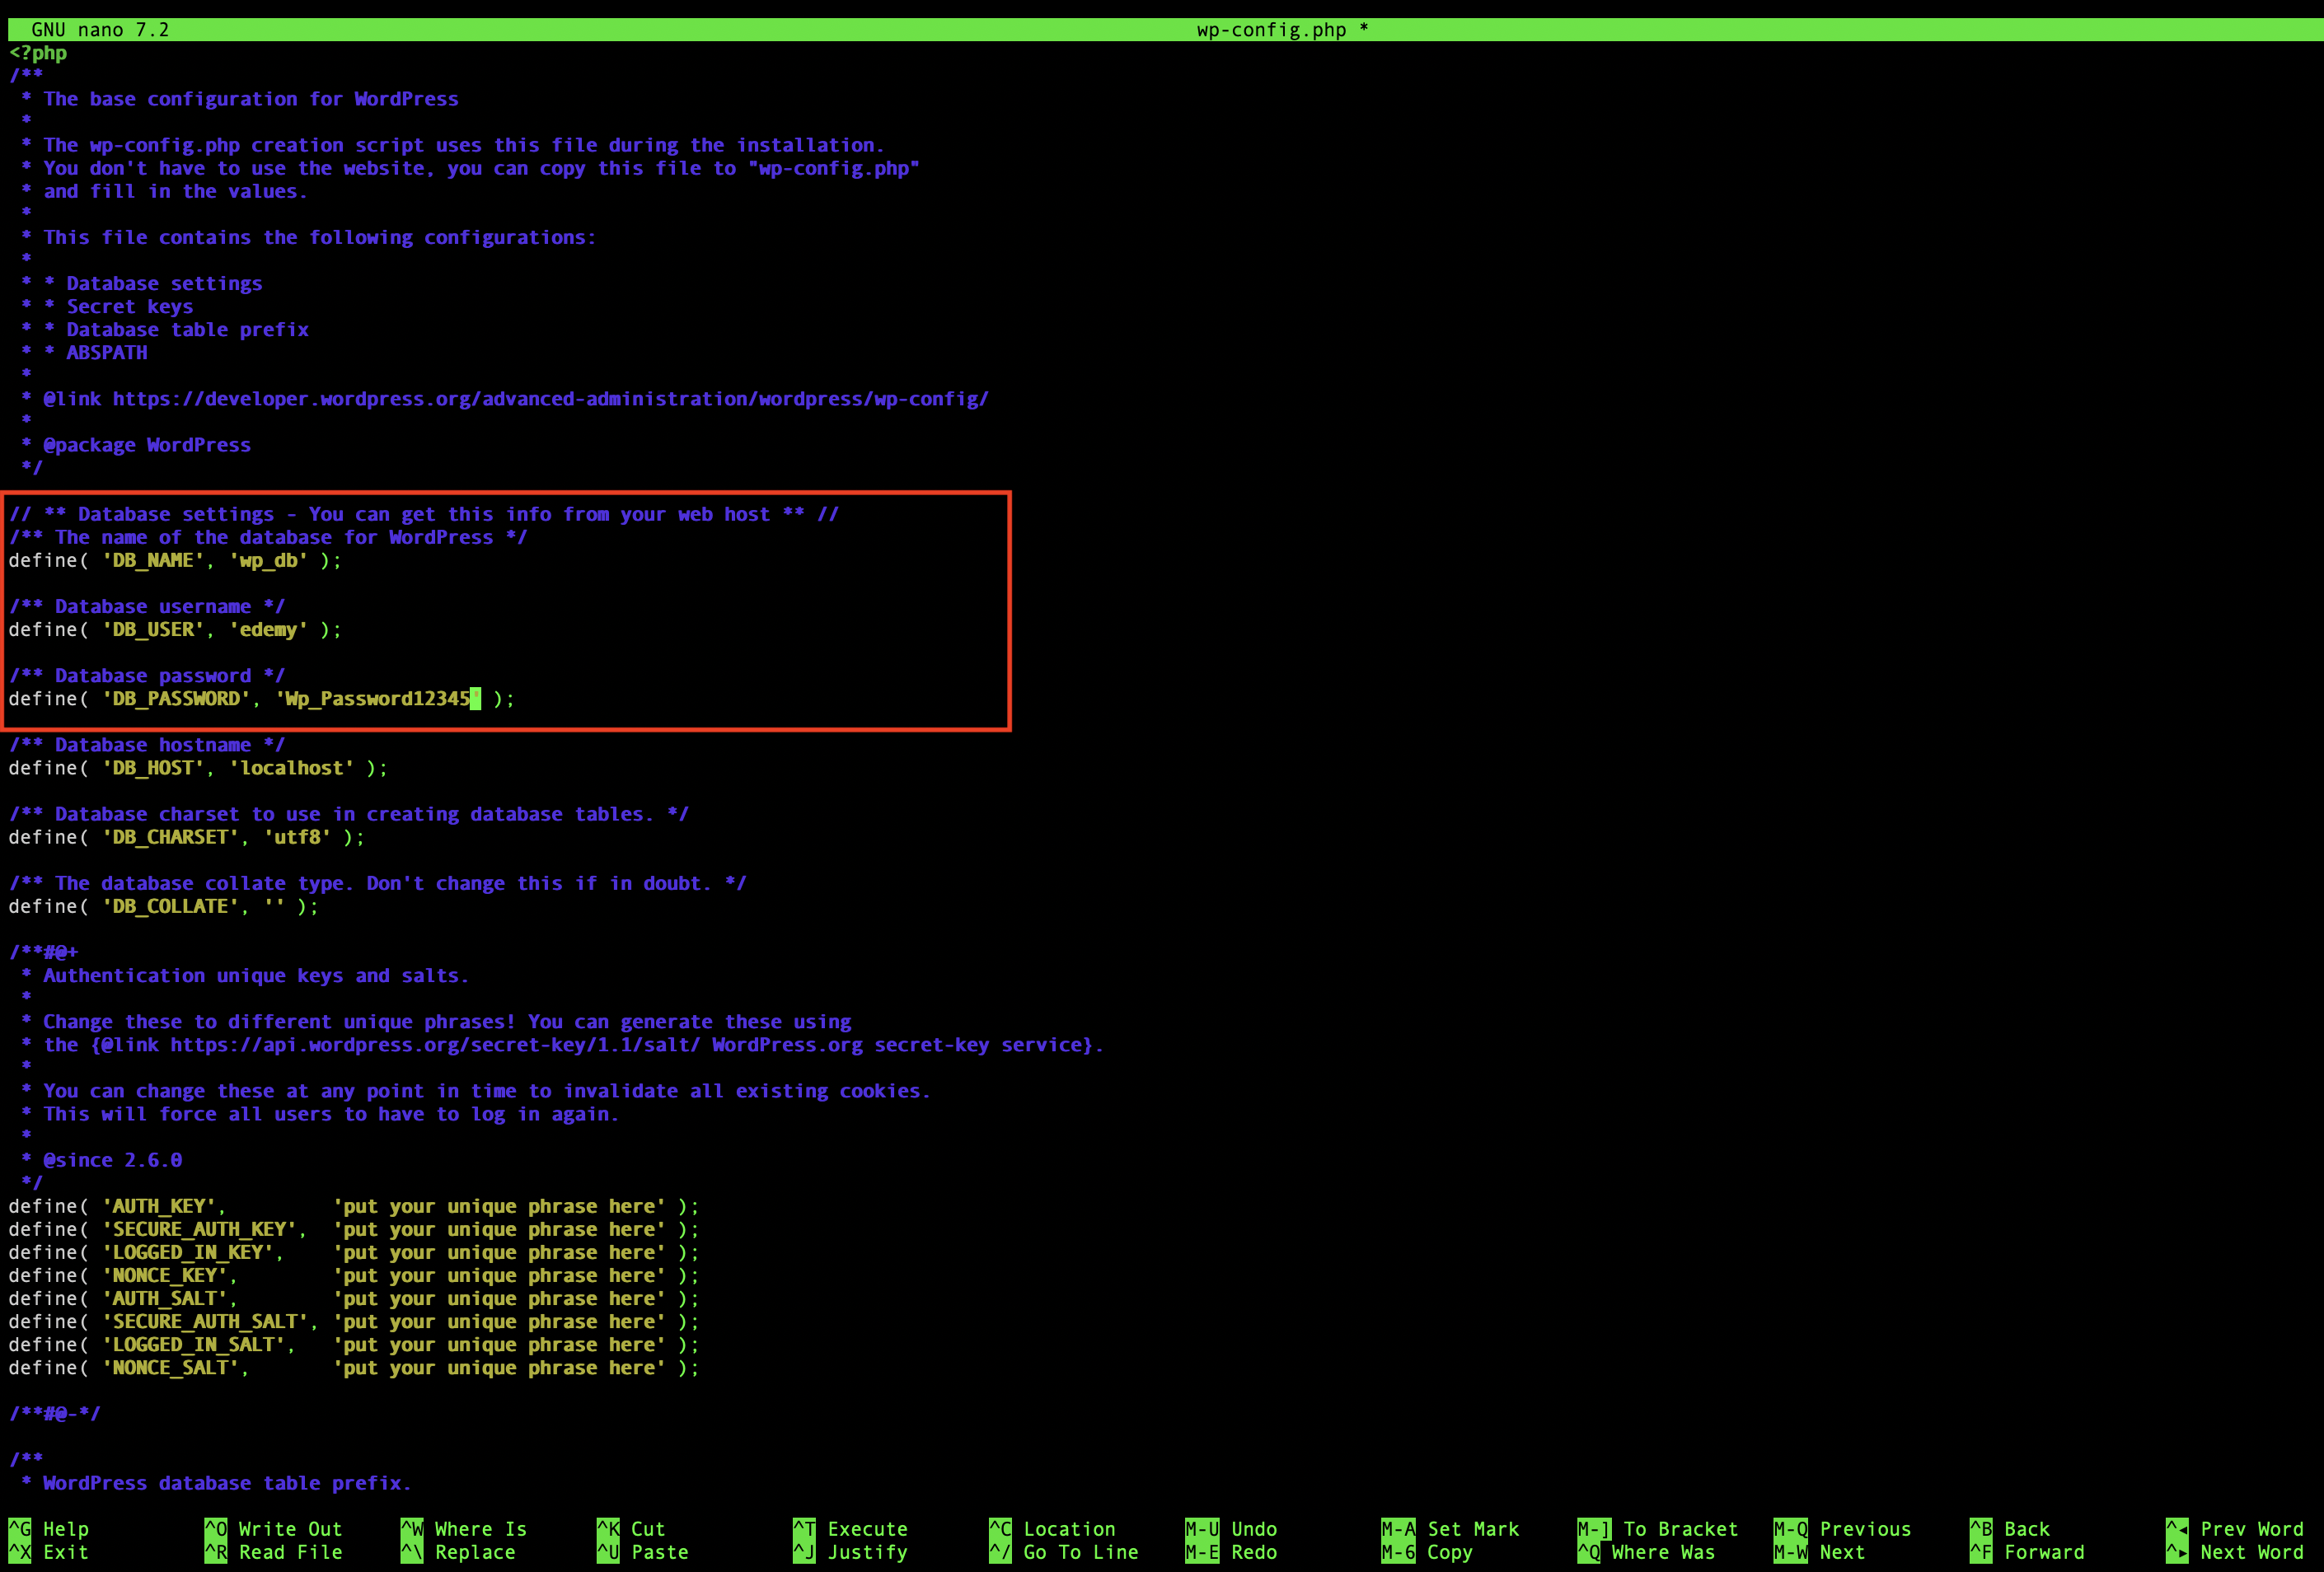 GNU nano 7.2 wp-config.php *
<?php
/**
 * The base configuration for WordPress
 *
 * The wp-config.php creation script uses this file during the installation.
 * You don't have to use the website, you can copy this file to "wp-config.php"
 * and fill in the values.
 *
 * This file contains the following configurations:
 *
 * * Database settings
 * * Secret keys
 * * Database table prefix
 * * ABSPATH
 *
 * @link https://developer.wordpress.org/advanced-administration/wordpress/wp-config/
 *
 * @package WordPress
 */
// ** Database settings - You can get this info from your web host ** //
/** The name of the database for WordPress */
define( 'DB_NAME', 'wp_db' );
/** Database username */
define( 'DB_USER', 'edemy' );
/** Database password */
define( 'DB_PASSWORD', 'Wp_Password12345' );
/** Database hostname */
define( 'DB_HOST', 'localhost' );
/** Database charset to use in creating database tables. */
define( 'DB_CHARSET', 'utf8' );
/** The database collate type. Don't change this if in doubt. */
define( 'DB_COLLATE', '' );
/**#@+
 * Authentication unique keys and salts.
 *
 * Change these to different unique phrases! You can generate these using
 * the {@link https://api.wordpress.org/secret-key/1.1/salt/ WordPress.org secret-key service}.
 *
 * You can change these at any point in time to invalidate all existing cookies.
 * This will force all users to have to log in again.
 *
 * @since 2.6.0
 */
define( 'AUTH_KEY',         'put your unique phrase here' );
define( 'SECURE_AUTH_KEY',  'put your unique phrase here' );
define( 'LOGGED_IN_KEY',    'put your unique phrase here' );
define( 'NONCE_KEY',        'put your unique phrase here' );
define( 'AUTH_SALT',        'put your unique phrase here' );
define( 'SECURE_AUTH_SALT', 'put your unique phrase here' );
define( 'LOGGED_IN_SALT',   'put your unique phrase here' );
define( 'NONCE_SALT',       'put your unique phrase here' );
/**#@-*/
/**
 * WordPress database table prefix.
^G Help ^O Write Out ^W Where Is ^K Cut ^T Execute ^C Location M-U Undo M-A Set Mark M-] To Bracket M-Q Previous ^B Back ^◂ Prev Word
^X Exit ^R Read File ^\ Replace ^U Paste ^J Justify ^/ Go To Line M-E Redo M-6 Copy ^Q Where Was M-W Next ^F Forward ^▸ Next Word